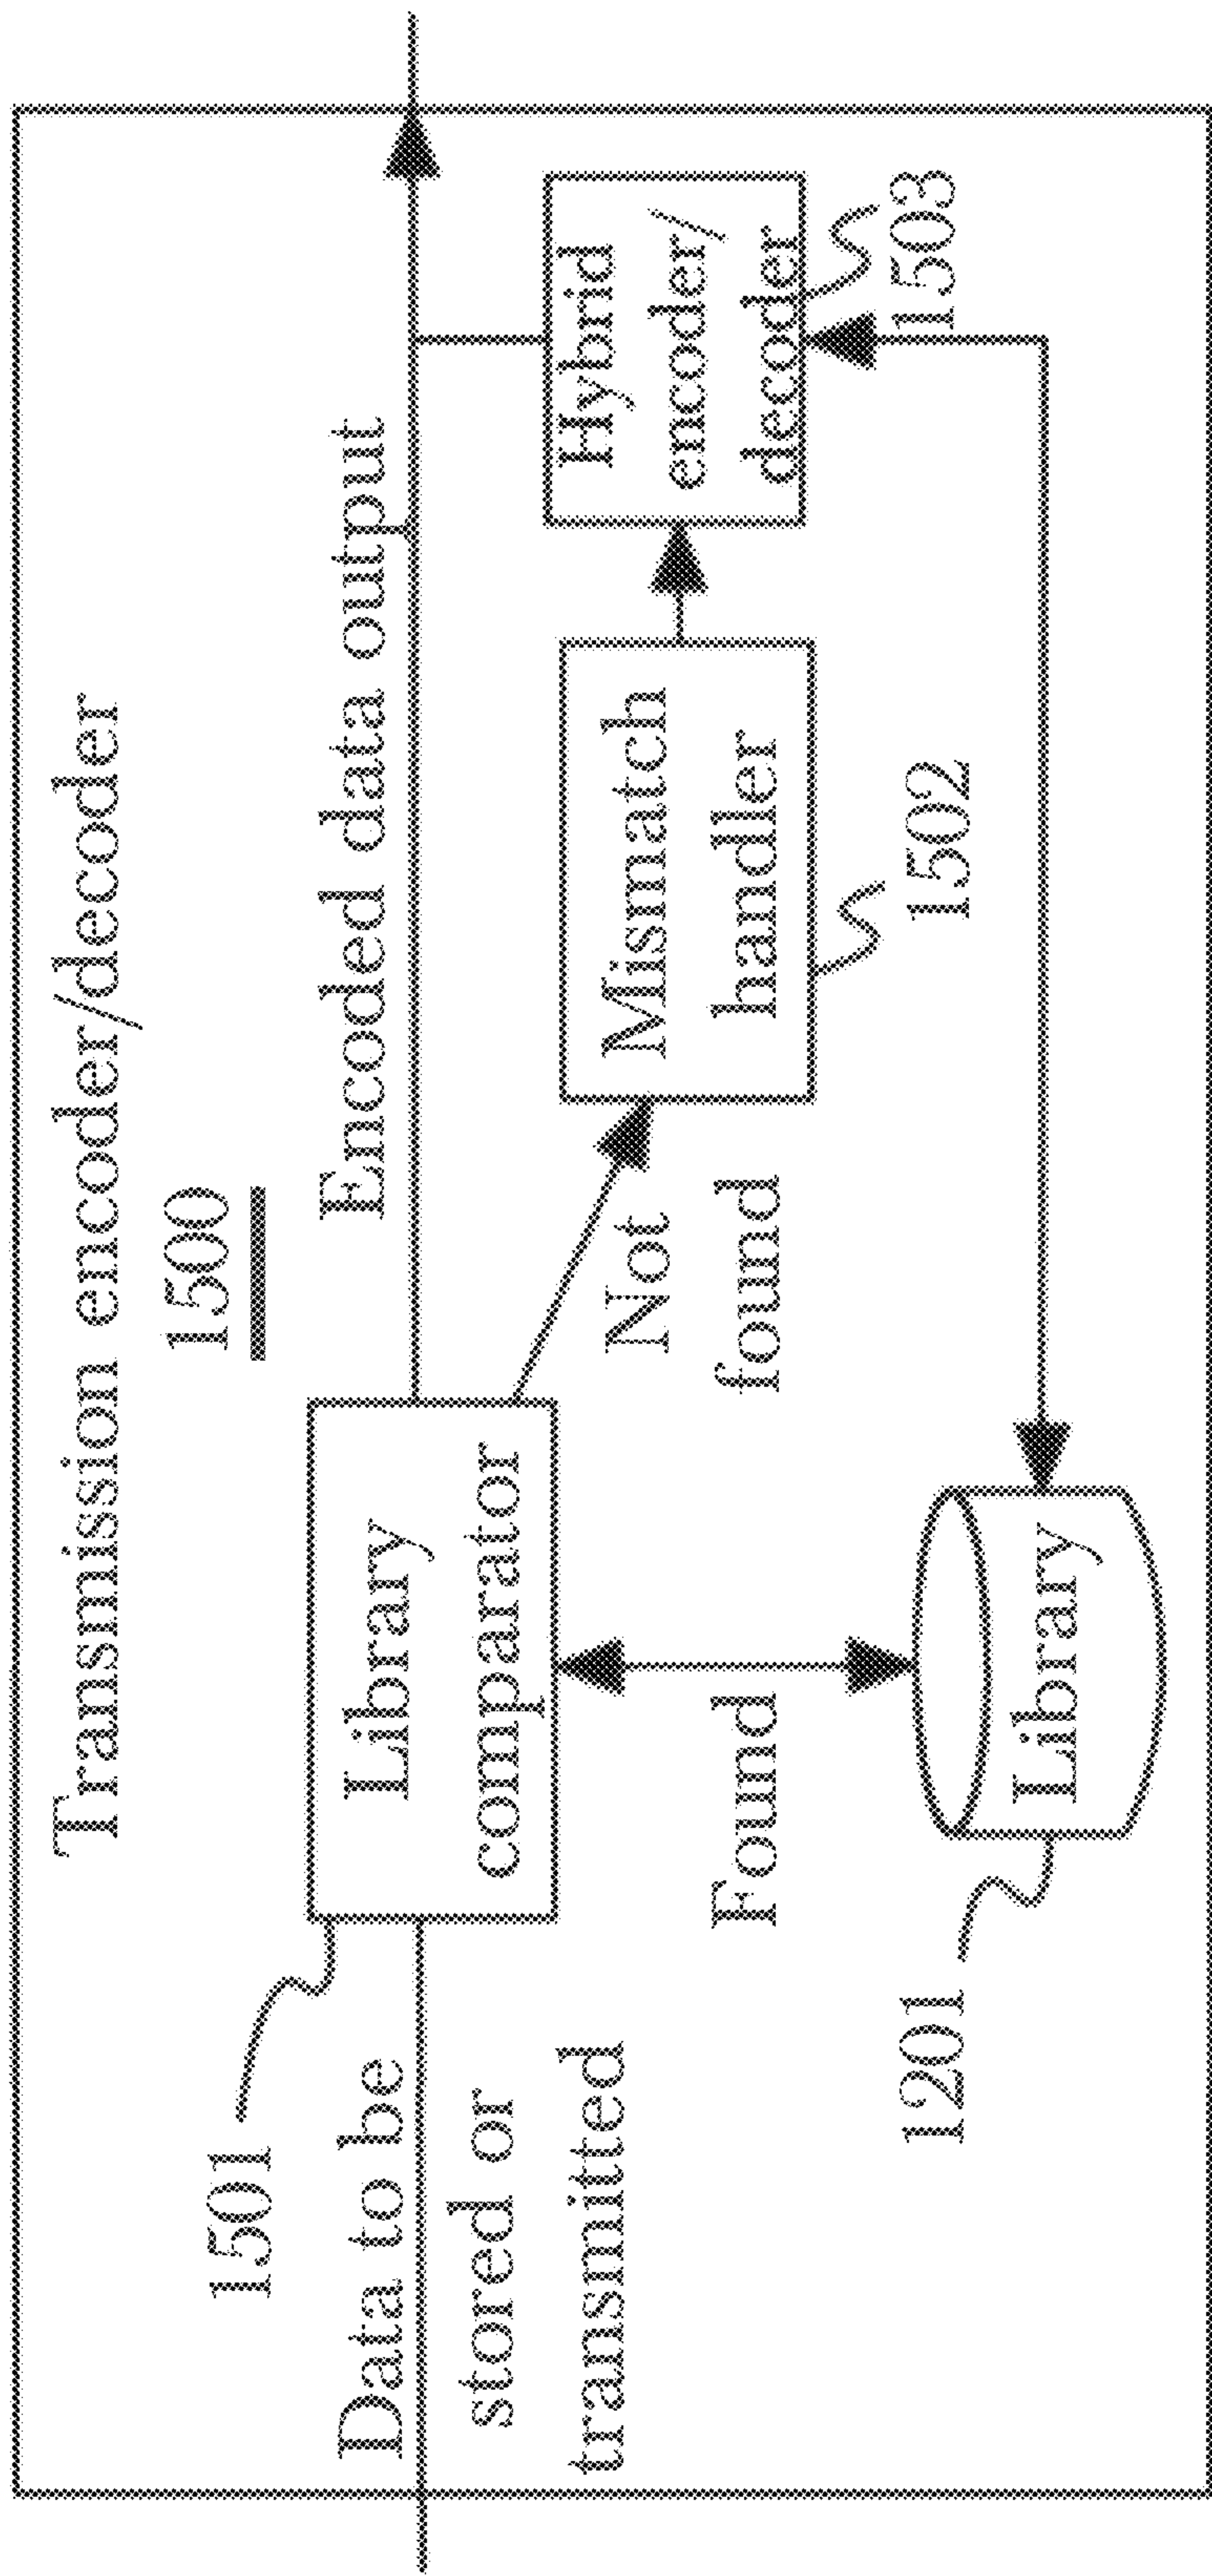 Transmission encoder/decoder
1500
1501
Data to be
stored or
transmitted
Library
comparator
Encoded data output
Not
found
Mismatch
handler
1502
Hybrid
encoder/
decoder
1503
Found
1201
Library